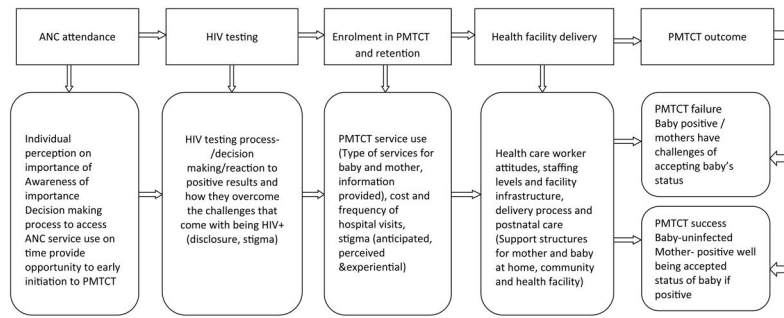 ANC attendance
HIV testing
Enrolment in PMTCT
and retention
Health facility delivery
PMTCT outcome
Individual
perception on
importance of
Awareness of
importance
Decision making
process to access
ANC service use on
time provide
opportunity to early
initiation to PMTCT
HIV testing process-
/decision
making/reaction to
positive results and
how they overcome
the challenges that
come with being HIV+
(disclosure, stigma)
PMTCT service use
(Type of services for
baby and mother,
information
provided), cost and
frequency of
hospital visits,
stigma (anticipated,
perceived
&experiential)
Health care worker
attitudes, staffing
levels and facility
infrastructure,
delivery process and
postnatal care
(Support structures
for mother and baby
at home, community
and health facility)
PMTCT failure
Baby positive /
mothers have
challenges of
accepting baby's
status
PMTCT success
Baby-uninfected
Mother- positive well
being accepted
status of baby if
positive